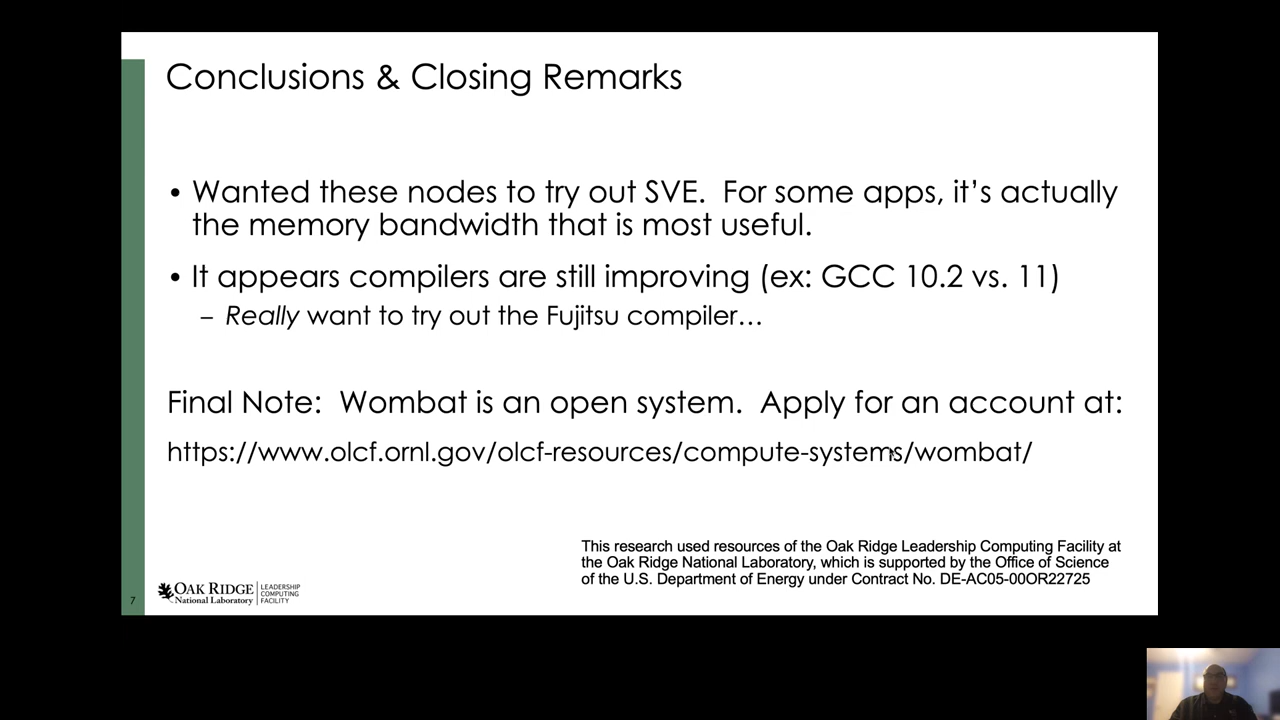 Conclusions & Closing Remarks
• Wanted these nodes to try out SVE.  For some apps, it's actually
the memory bandwidth that is most useful.
• It appears compilers are still improving (ex: GCC 10.2 vs. 11)
– Really want to try out the Fujitsu compiler…
Final Note:  Wombat is an open system.  Apply for an account at:
https://www.olcf.ornl.gov/olcf-resources/compute-systems/wombat/
This research used resources of the Oak Ridge Leadership Computing Facility at
the Oak Ridge National Laboratory, which is supported by the Office of Science
of the U.S. Department of Energy under Contract No. DE-AC05-00OR22725
7
OAK RIDGE
National Laboratory
LEADERSHIP
COMPUTING
FACILITY